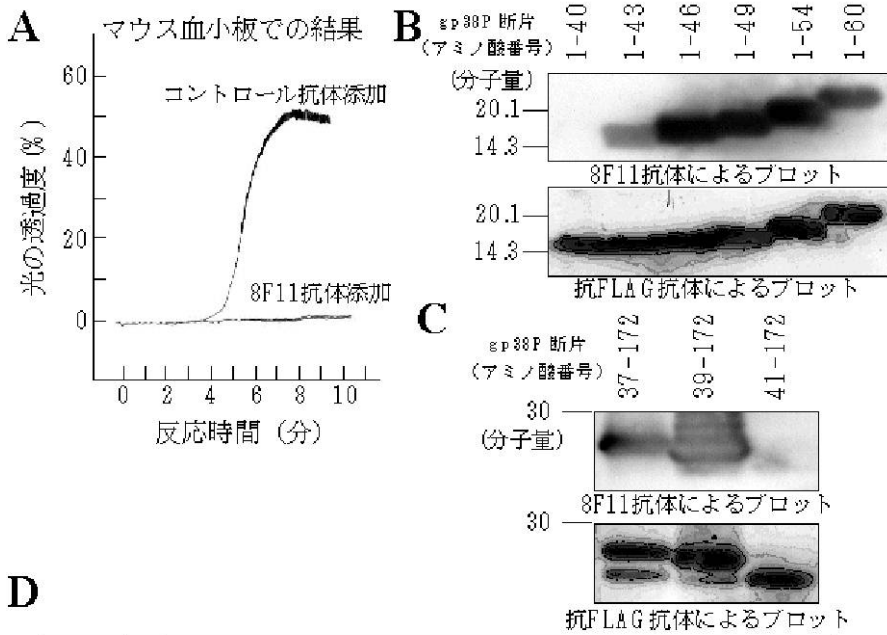 A
マウス血小板での結果
光の透過度 (%)
60
40
20
0
コントロール抗体添加
8F11抗体添加
0 2 4 6 8 10
反応時間 (分)
B
gp38P 断片
(アミノ酸番号)
1-40
1-43
1-46
1-49
1-54
1-60
(分子量)
20.1
14.3
8F11抗体によるブロット
20.1
14.3
抗FLAG抗体によるブロット
C
gp38P 断片
(アミノ酸番号)
37-172
39-172
41-172
30
(分子量)
8F11抗体によるブロット
30
抗FLAG抗体によるブロット
D